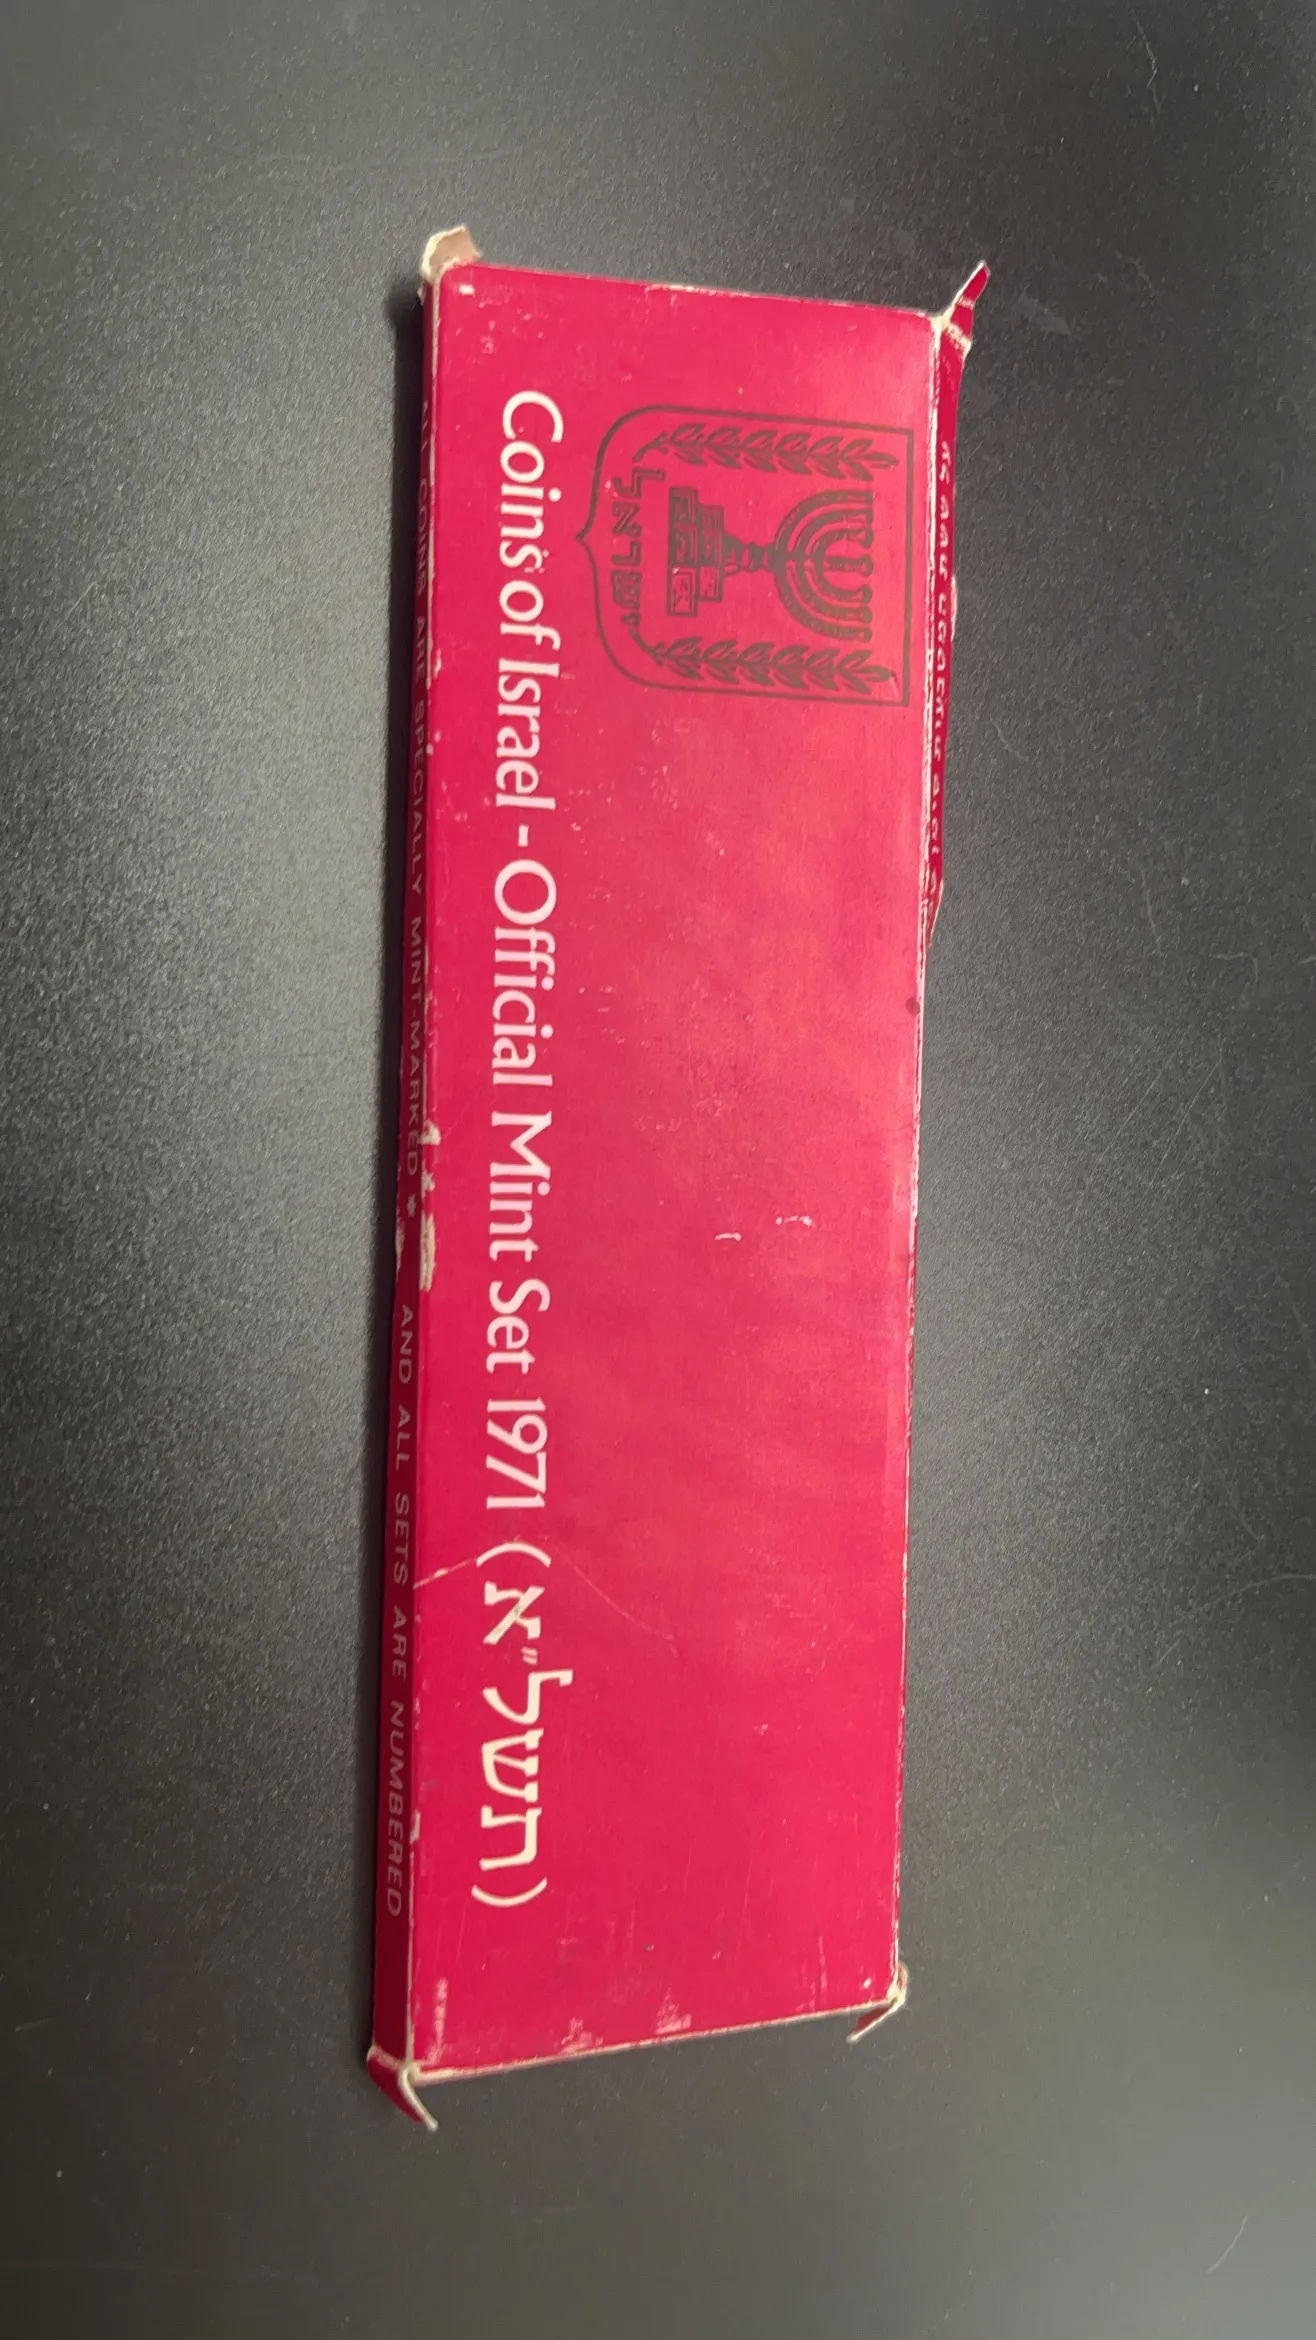 ישראל
Coins of Israel - Official Mint Set 1971 (תשל״א)
ALL COINS ARE SPECIALLY MINT-MARKED ✶ AND ALL SETS ARE NUMBERED